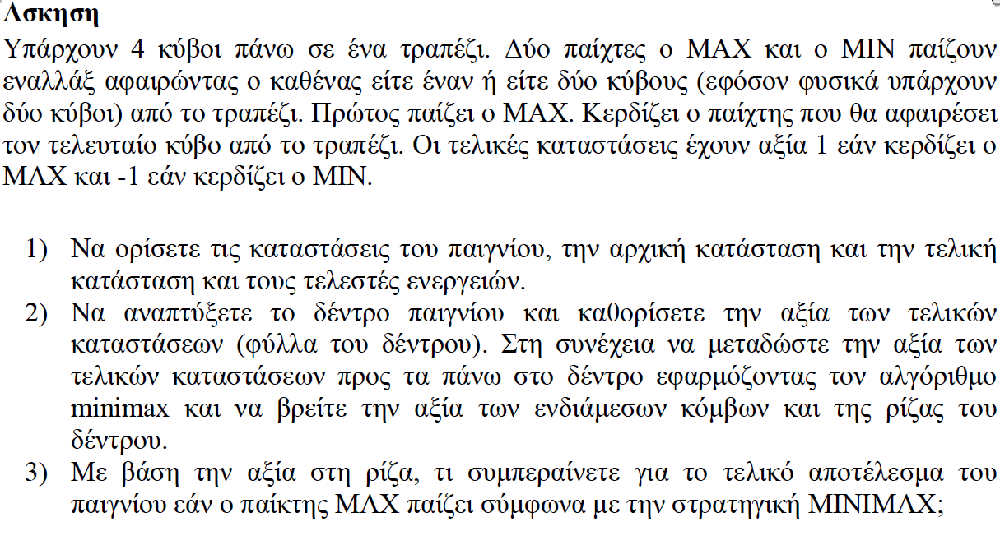 Ασκηση
Υπάρχουν 4 κύβοι πάνω σε ένα τραπέζι. Δύο παίχτες ο MAX και ο MIN παίζουν
εναλλάξ αφαιρώντας ο καθένας είτε έναν ή είτε δύο κύβους (εφόσον φυσικά υπάρχουν
δύο κύβοι) από το τραπέζι. Πρώτος παίζει ο MAX. Κερδίζει ο παίχτης που θα αφαιρέσει
τον τελευταίο κύβο από το τραπέζι. Οι τελικές καταστάσεις έχουν αξία 1 εάν κερδίζει ο
MAX και -1 εάν κερδίζει ο MIN.
1) Να ορίσετε τις καταστάσεις του παιγνίου, την αρχική κατάσταση και την τελική
κατάσταση και τους τελεστές ενεργειών.
2) Να αναπτύξετε το δέντρο παιγνίου και καθορίσετε την αξία των τελικών
καταστάσεων (φύλλα του δέντρου). Στη συνέχεια να μεταδώστε την αξία των
τελικών καταστάσεων προς τα πάνω στο δέντρο εφαρμόζοντας τον αλγόριθμο
minimax και να βρείτε την αξία των ενδιάμεσων κόμβων και της ρίζας του
δέντρου.
3) Με βάση την αξία στη ρίζα, τι συμπεραίνετε για το τελικό αποτέλεσμα του
παιγνίου εάν ο παίκτης MAX παίζει σύμφωνα με την στρατηγική MINIMAX;